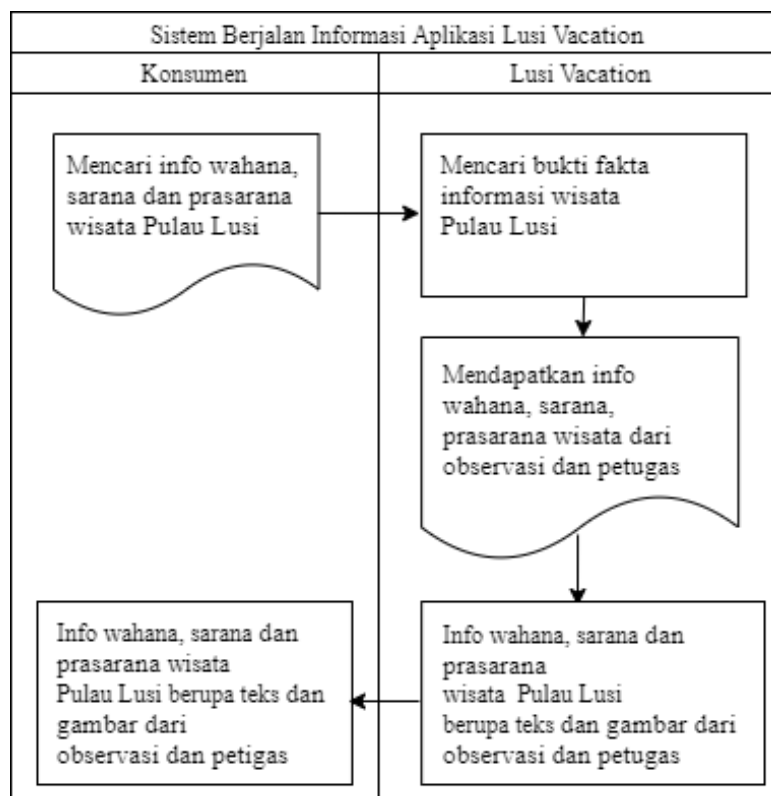 Sistem Berjalan Informasi Aplikasi Lusi Vacation
Konsumen
Lusi Vacation
Mencari info wahana,
sarana dan prasarana
wisata Pulau Lusi
Mencari bukti fakta
informasi wisata
Pulau Lusi
Mendapatkan info
wahana, sarana,
prasarana wisata dari
observasi dan petugas
Info wahana, sarana dan
prasarana
wisata Pulau Lusi
berupa teks dan gambar dari
observasi dan petugas
Info wahana, sarana dan
prasarana wisata
Pulau Lusi berupa teks dan
gambar dari
observasi dan petigas